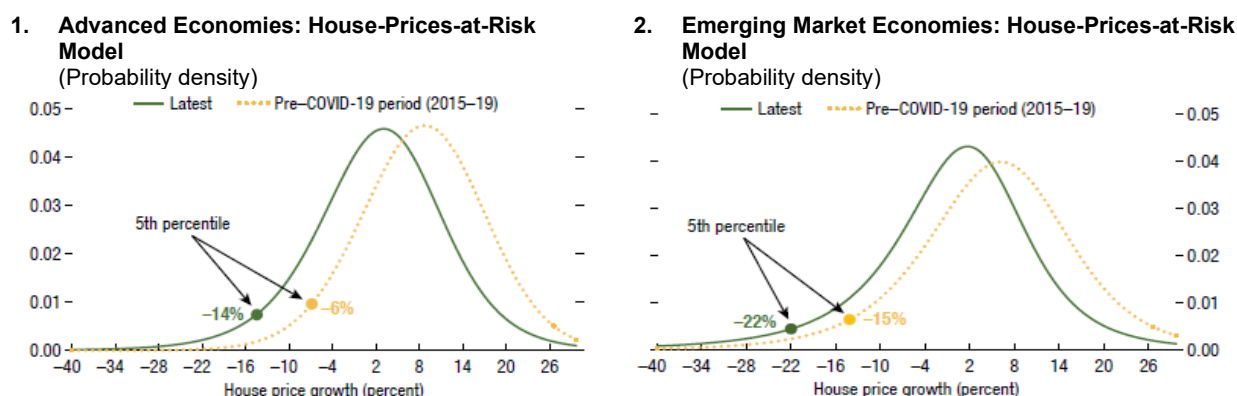 1. Advanced Economies: House-Prices-at-Risk
Model
(Probability density)
Latest Pre–COVID-19 period (2015–19)
0.05
0.04
0.03
0.02
0.01
0.00
5th percentile
–14%
–6%
–40 –34 –28 –22 –16 –10 –4 2 8 14 20 26
House price growth (percent)
2. Emerging Market Economies: House-Prices-at-Risk
Model
(Probability density)
Latest Pre–COVID-19 period (2015–19)
0.05
0.04
0.03
0.02
0.01
0.00
5th percentile
–22%
–15%
–40 –34 –28 –22 –16 –10 –4 2 8 14 20 26
House price growth (percent)